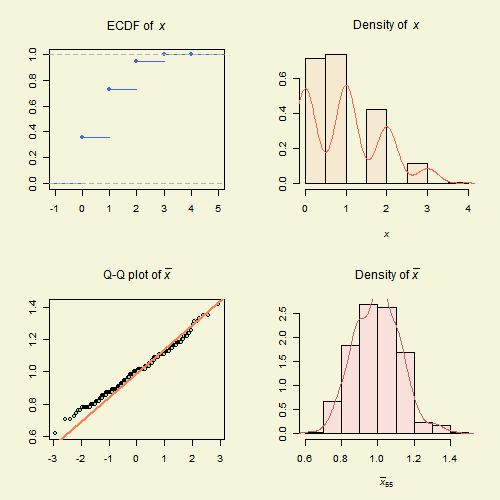 ECDF of x
Density of x
0.0 0.2 0.4 0.6 0.8 1.0
-1 0 1 2 3 4 5
0.0 0.2 0.4 0.6
0 1 2 3 4
x
Q-Q plot of x̅
Density of x̅
0.6 0.8 1.0 1.2 1.4
-3 -2 -1 0 1 2 3
0.0 0.5 1.0 1.5 2.0 2.5
0.6 0.8 1.0 1.2 1.4
x̅55